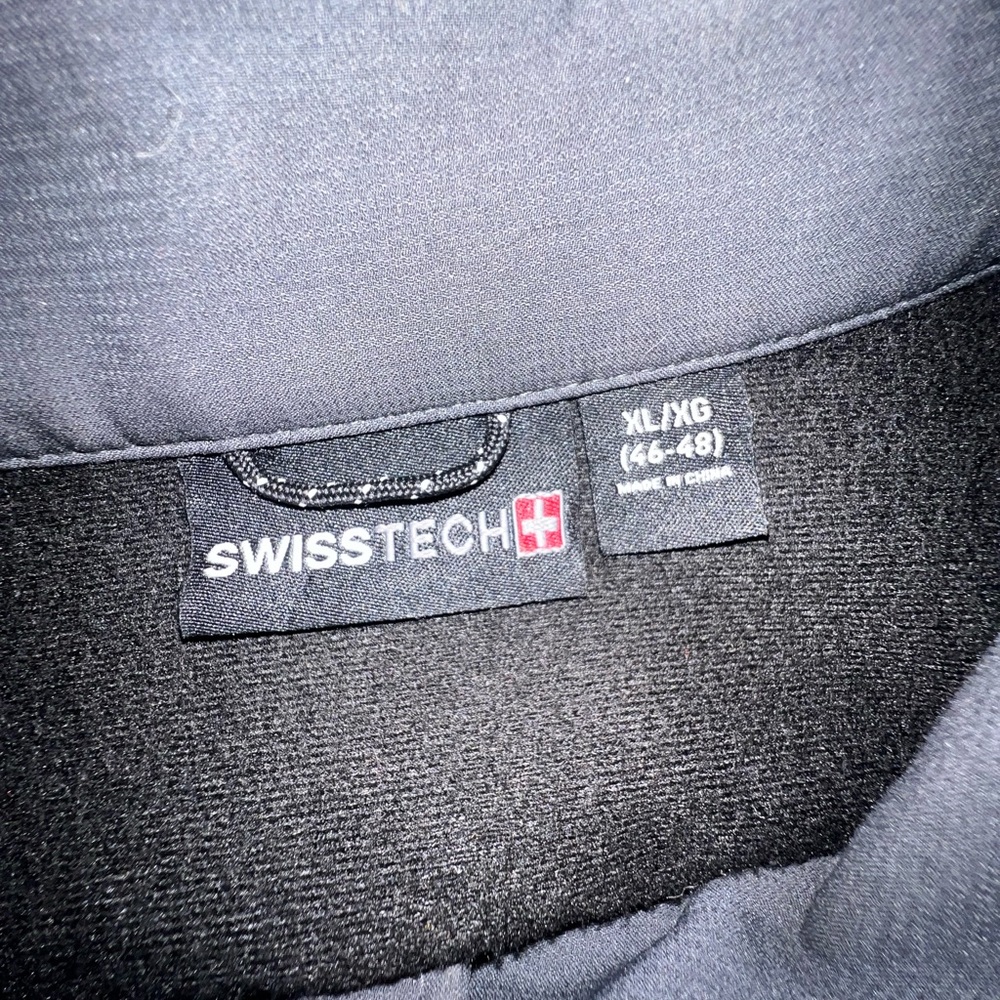 SWISSTECH
XL/XG
(46-48)
MADE IN CHINA